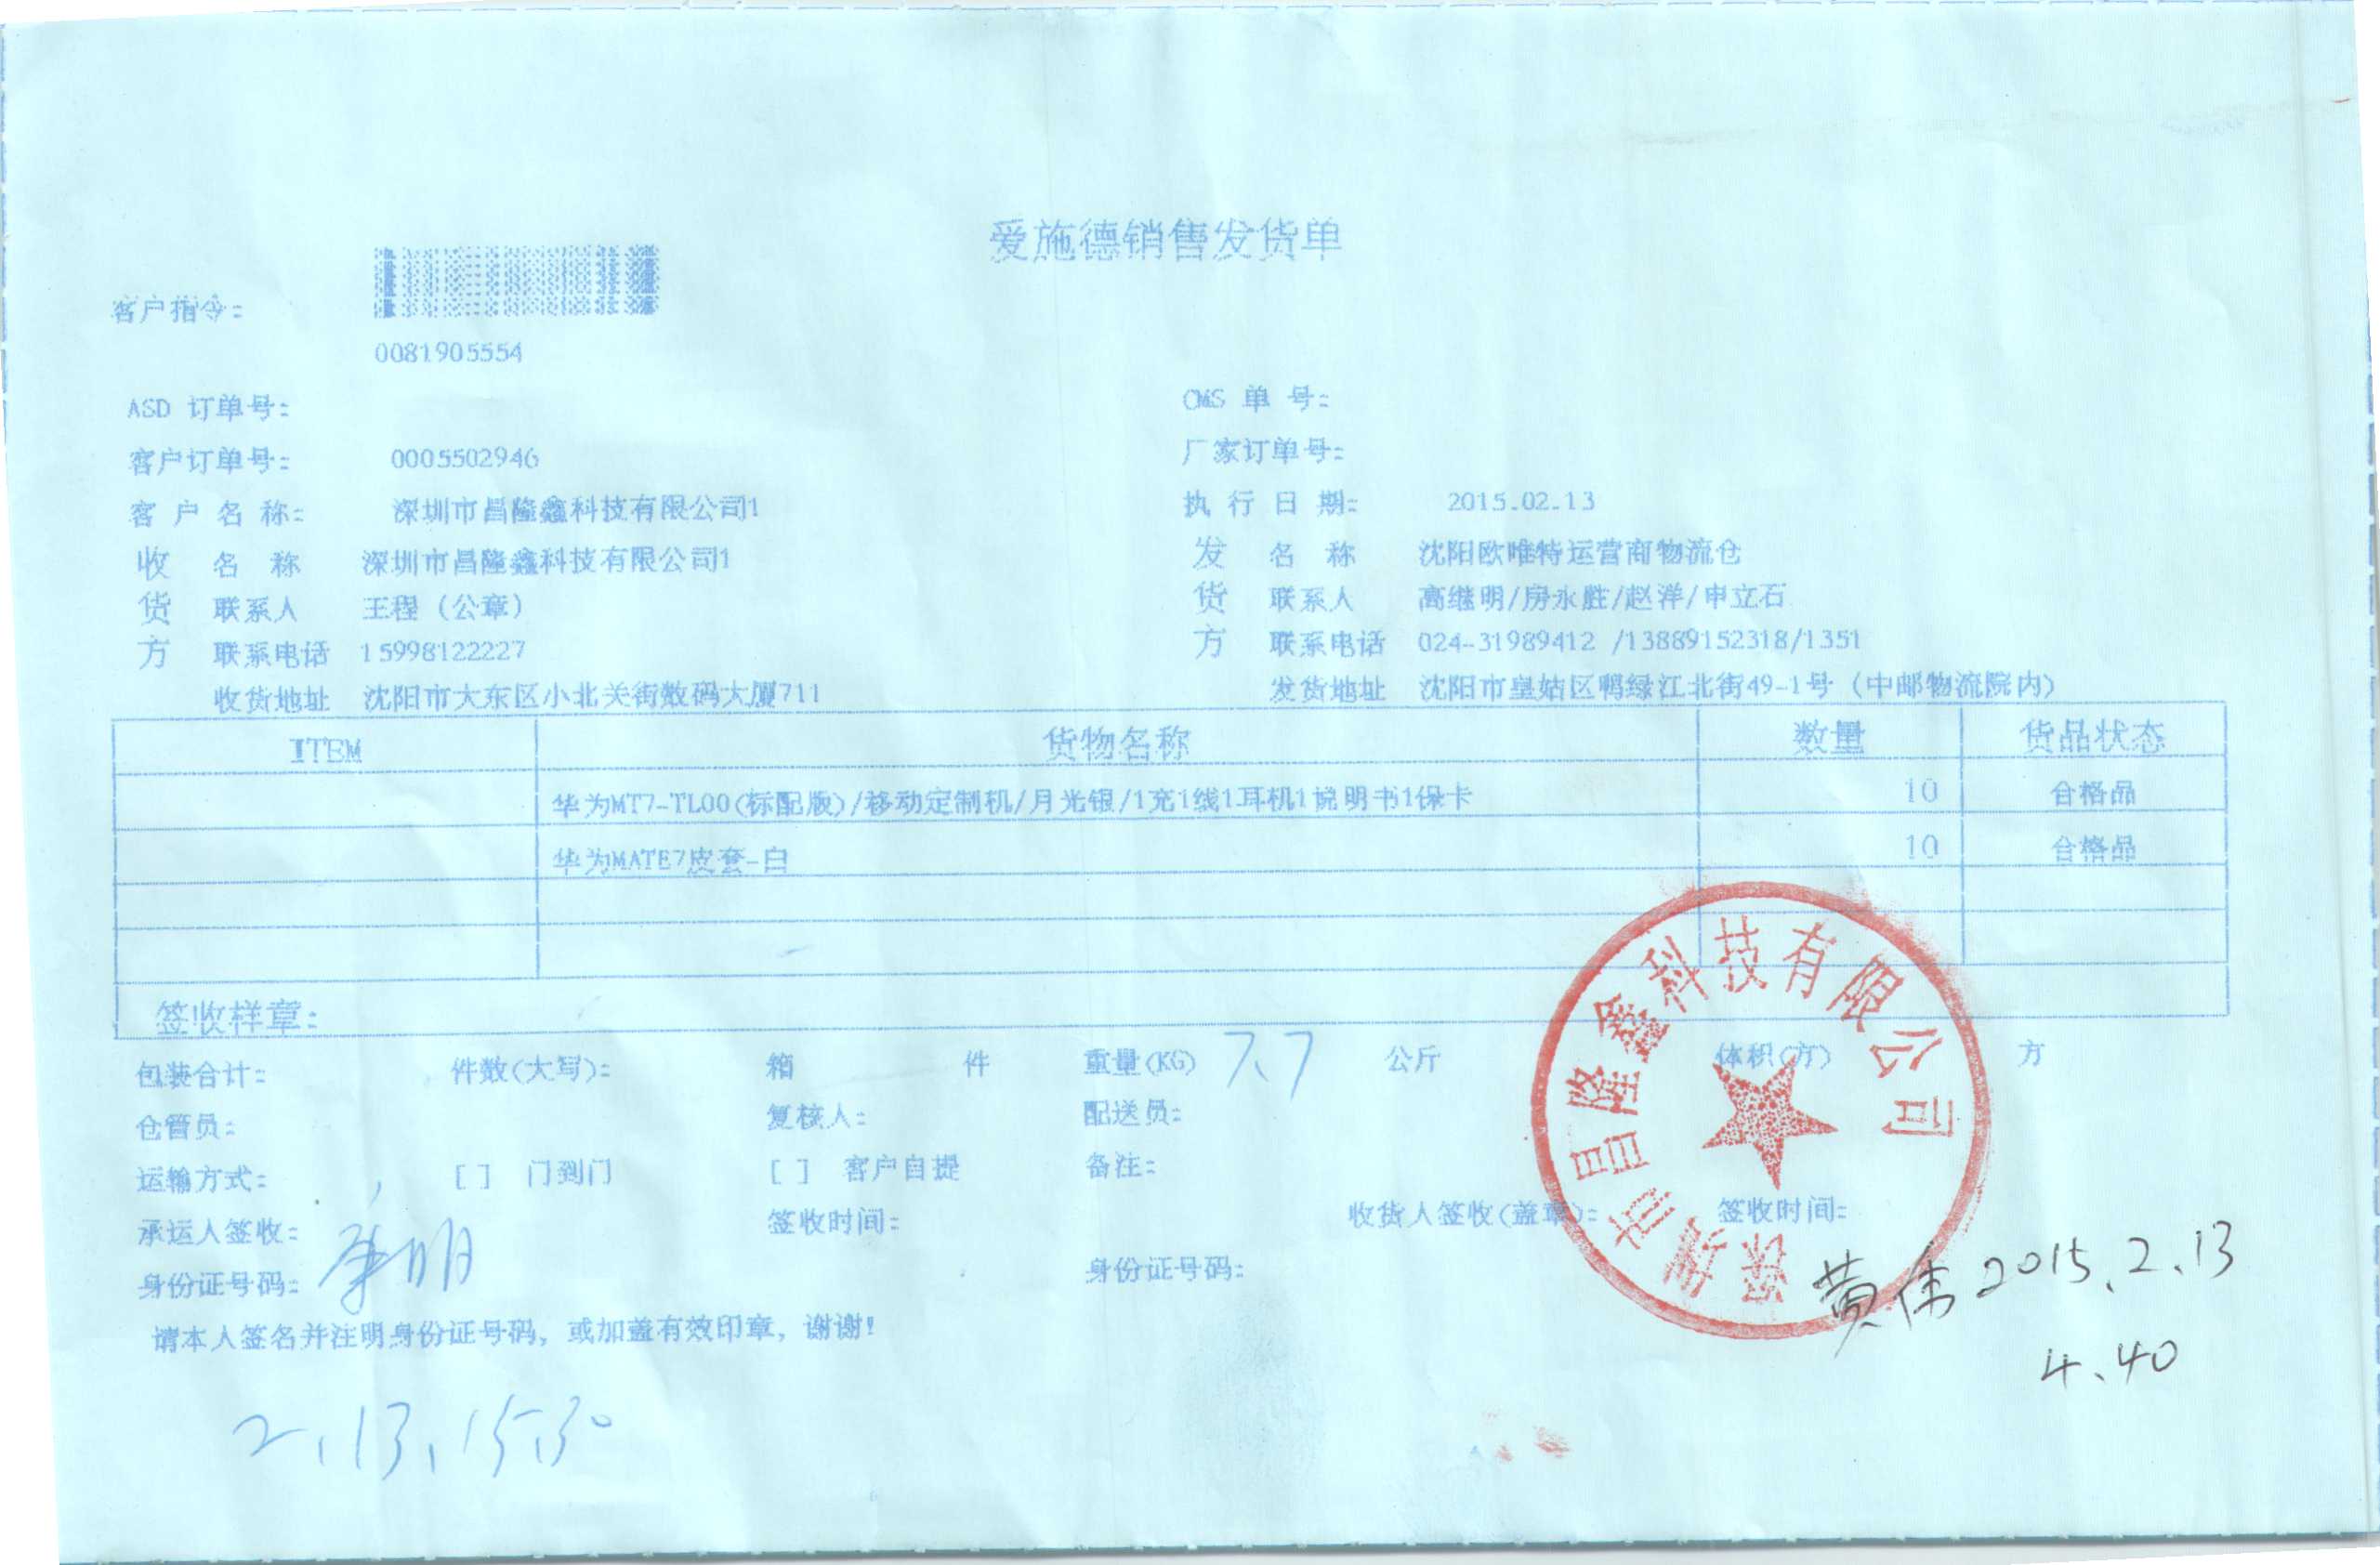 爱施德销售发货单
客户指令：
0081905554
ASD 订单号： CMS 单 号：
客户订单号： 0005502946 厂家订单号：
客 户 名 称： 深圳市昌隆鑫科技有限公司1 执 行 日 期： 2015.02.13
收 名 称 深圳市昌隆鑫科技有限公司1 发 名 称 沈阳欧唯特运营商物流仓
货 联系人 王程（公章） 货 联系人 高继明/房永胜/赵洋/申立石
方 联系电话 15998122227 方 联系电话 024-31989412 /13889152318/1351
收货地址 沈阳市大东区小北关街数码大厦711 发货地址 沈阳市皇姑区鸭绿江北街49-1号（中邮物流院内）
ITEM 货物名称 数量 货品状态
华为MT7-TL00(标配版)/移动定制机/月光银/1充1线1耳机1说明书1保卡 10 合格品
华为MATE7皮套-白 10 合格品
签收样章：
深圳市昌隆鑫科技有限公司
包装合计： 件数(大写)： 箱 件 重量(KG) 7.7 公斤 体积(方) 方
仓管员： 复核人： 配送员：
运输方式： [ ] 门到门 [ ] 客户自提 备注：
承运人签收： 签收时间： 收货人签收(盖章)： 签收时间：
身份证号码： 身份证号码： 2015.2.13
请本人签名并注明身份证号码，或加盖有效印章，谢谢！
4.40
2.13.15.30